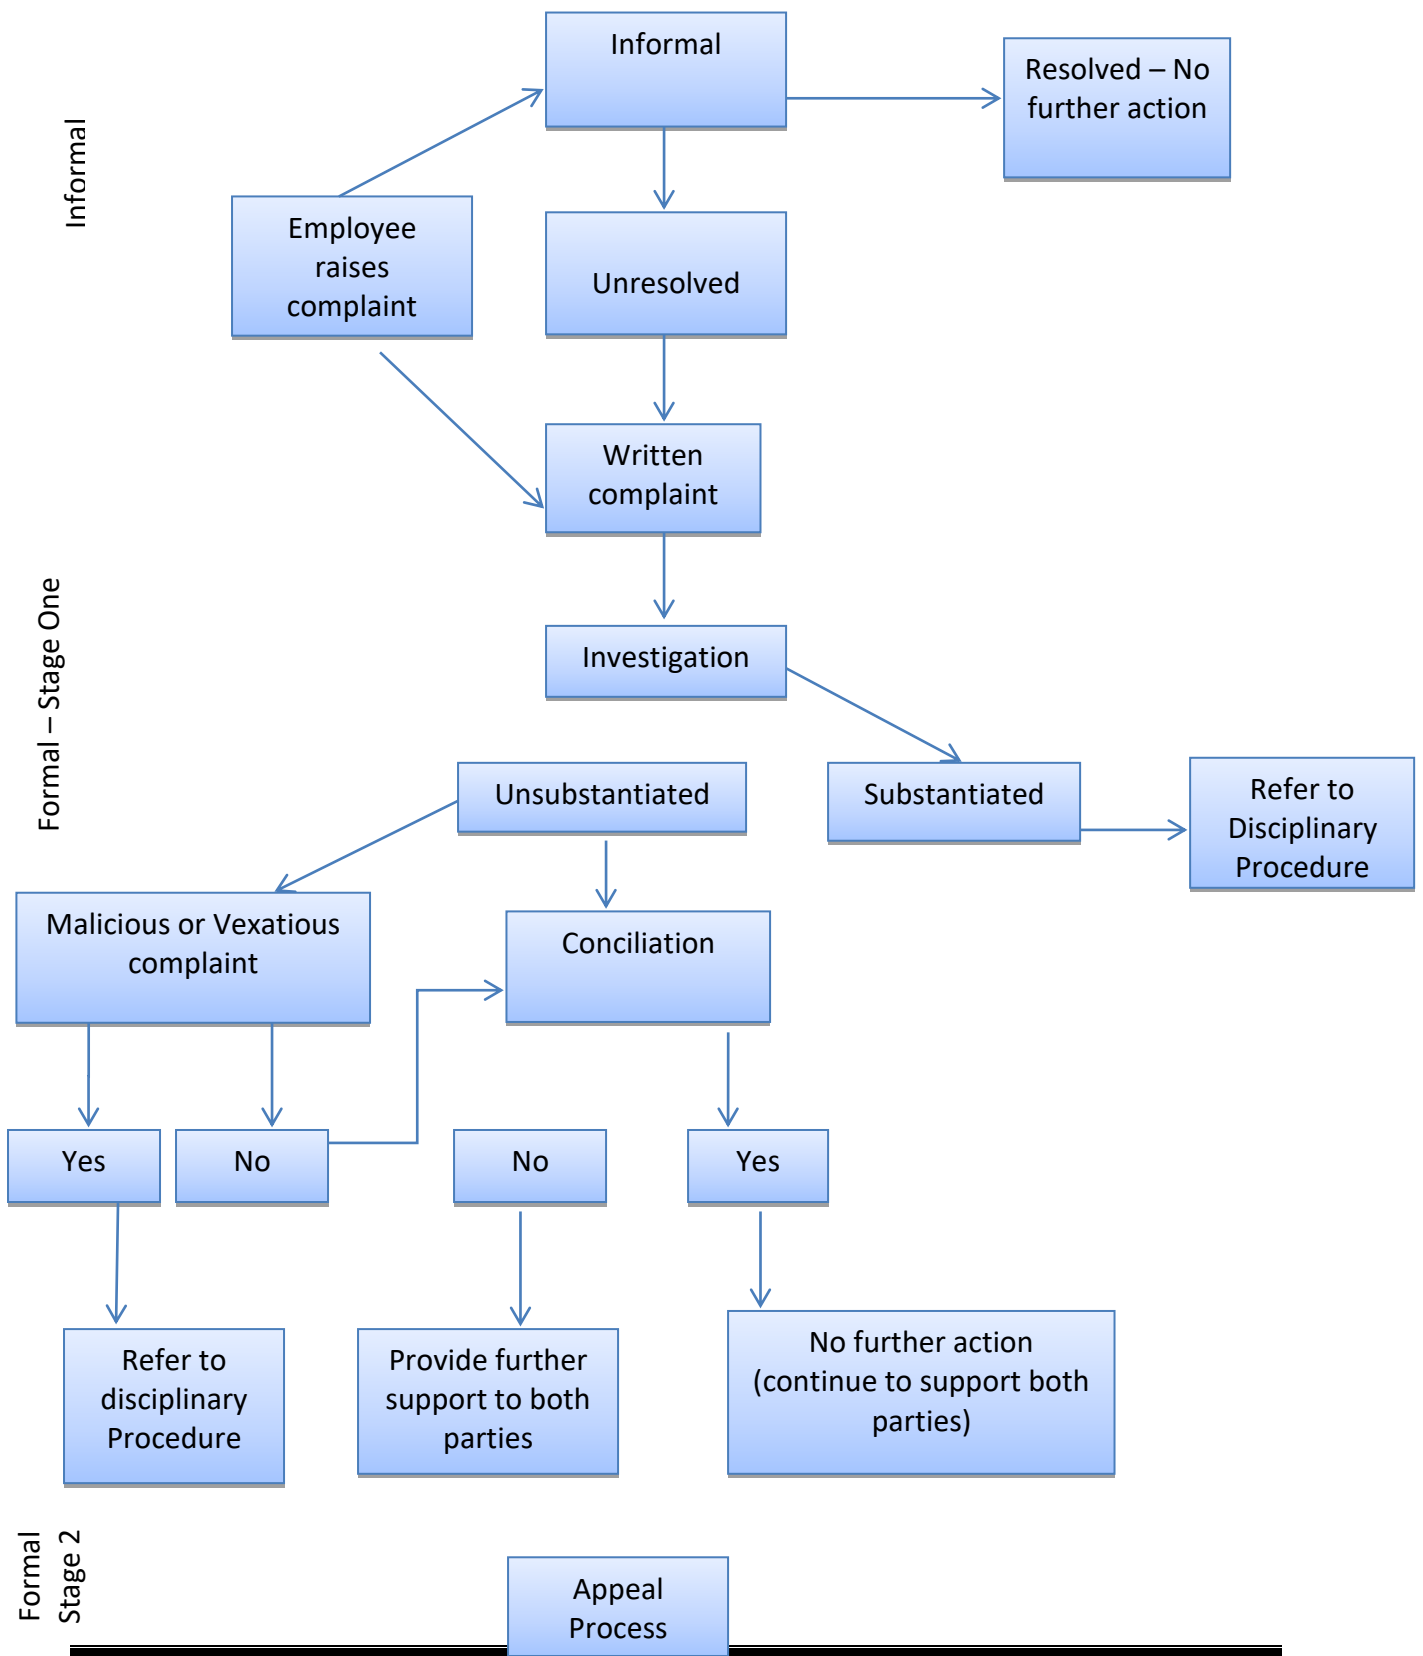 Informal
Informal
Resolved – No
further action
Employee
raises
complaint
Unresolved
Written
complaint
Formal – Stage One
Investigation
Unsubstantiated
Substantiated
Refer to
Disciplinary
Procedure
Malicious or Vexatious
complaint
Conciliation
Yes
No
No
Yes
Refer to
disciplinary
Procedure
Provide further
support to both
parties
No further action
(continue to support both
parties)
Formal
Stage 2
Appeal
Process